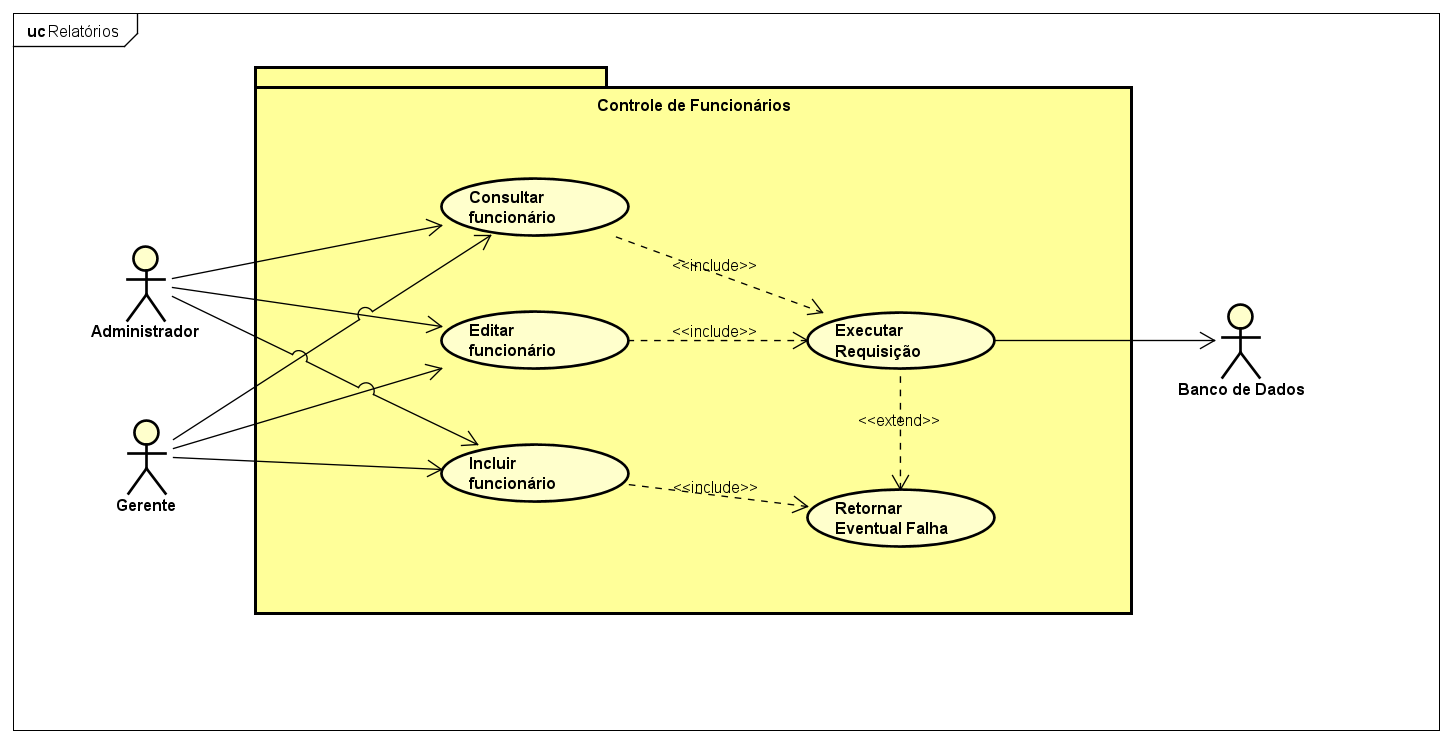 uc Relatórios
Controle de Funcionários
Consultar
funcionário
<<include>>
Administrador
Editar
funcionário
<<include>>
Executar
Requisição
Banco de Dados
<<extend>>
Gerente
Incluir
funcionário
<<include>>
Retornar
Eventual Falha